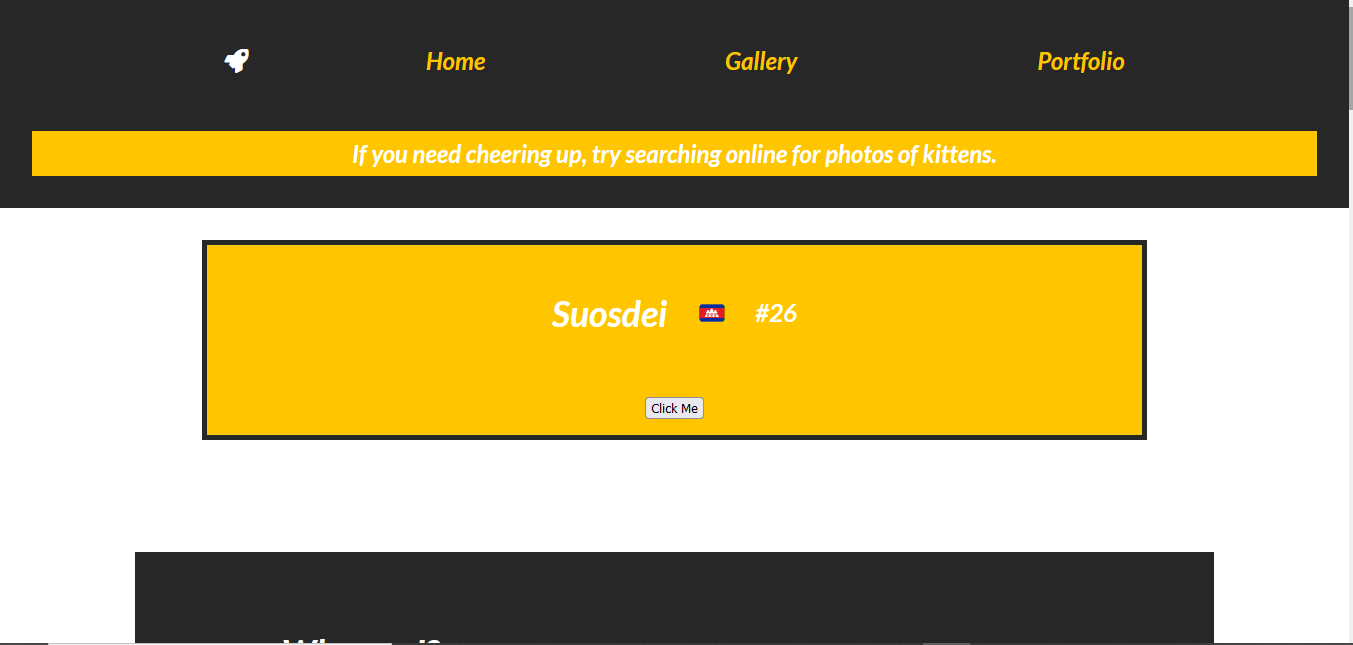 Home Gallery Portfolio
If you need cheering up, try searching online for photos of kittens.
Suosdei #26
Click Me